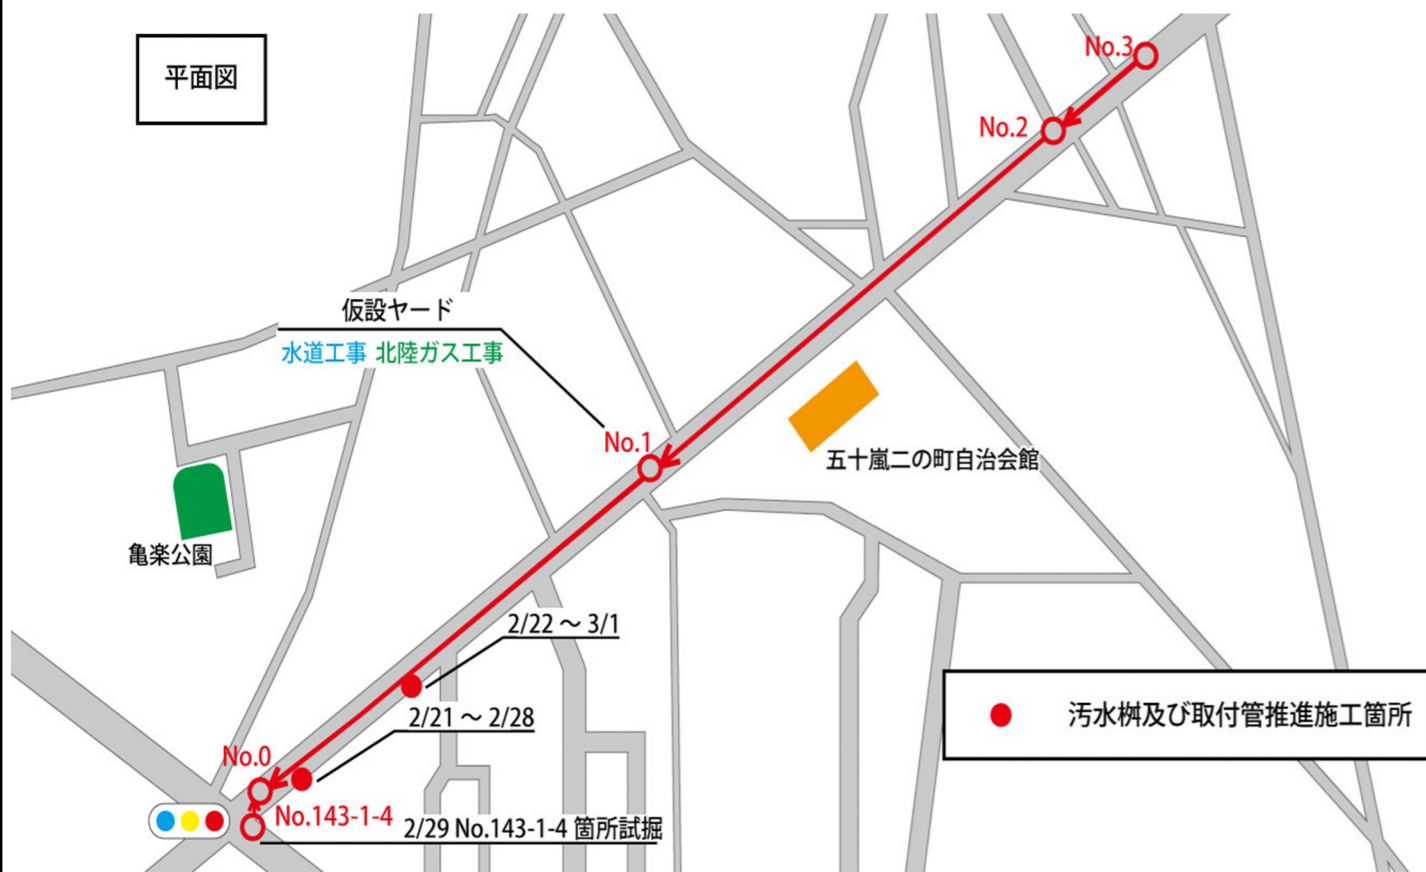 平面図
No.3
No.2
仮設ヤード
水道工事 北陸ガス工事
No.1
五十嵐二の町自治会館
亀楽公園
2/22 ～ 3/1
汚水桝及び取付管推進施工箇所
2/21 ～ 2/28
No.0
No.143-1-4
2/29 No.143-1-4 箇所試掘